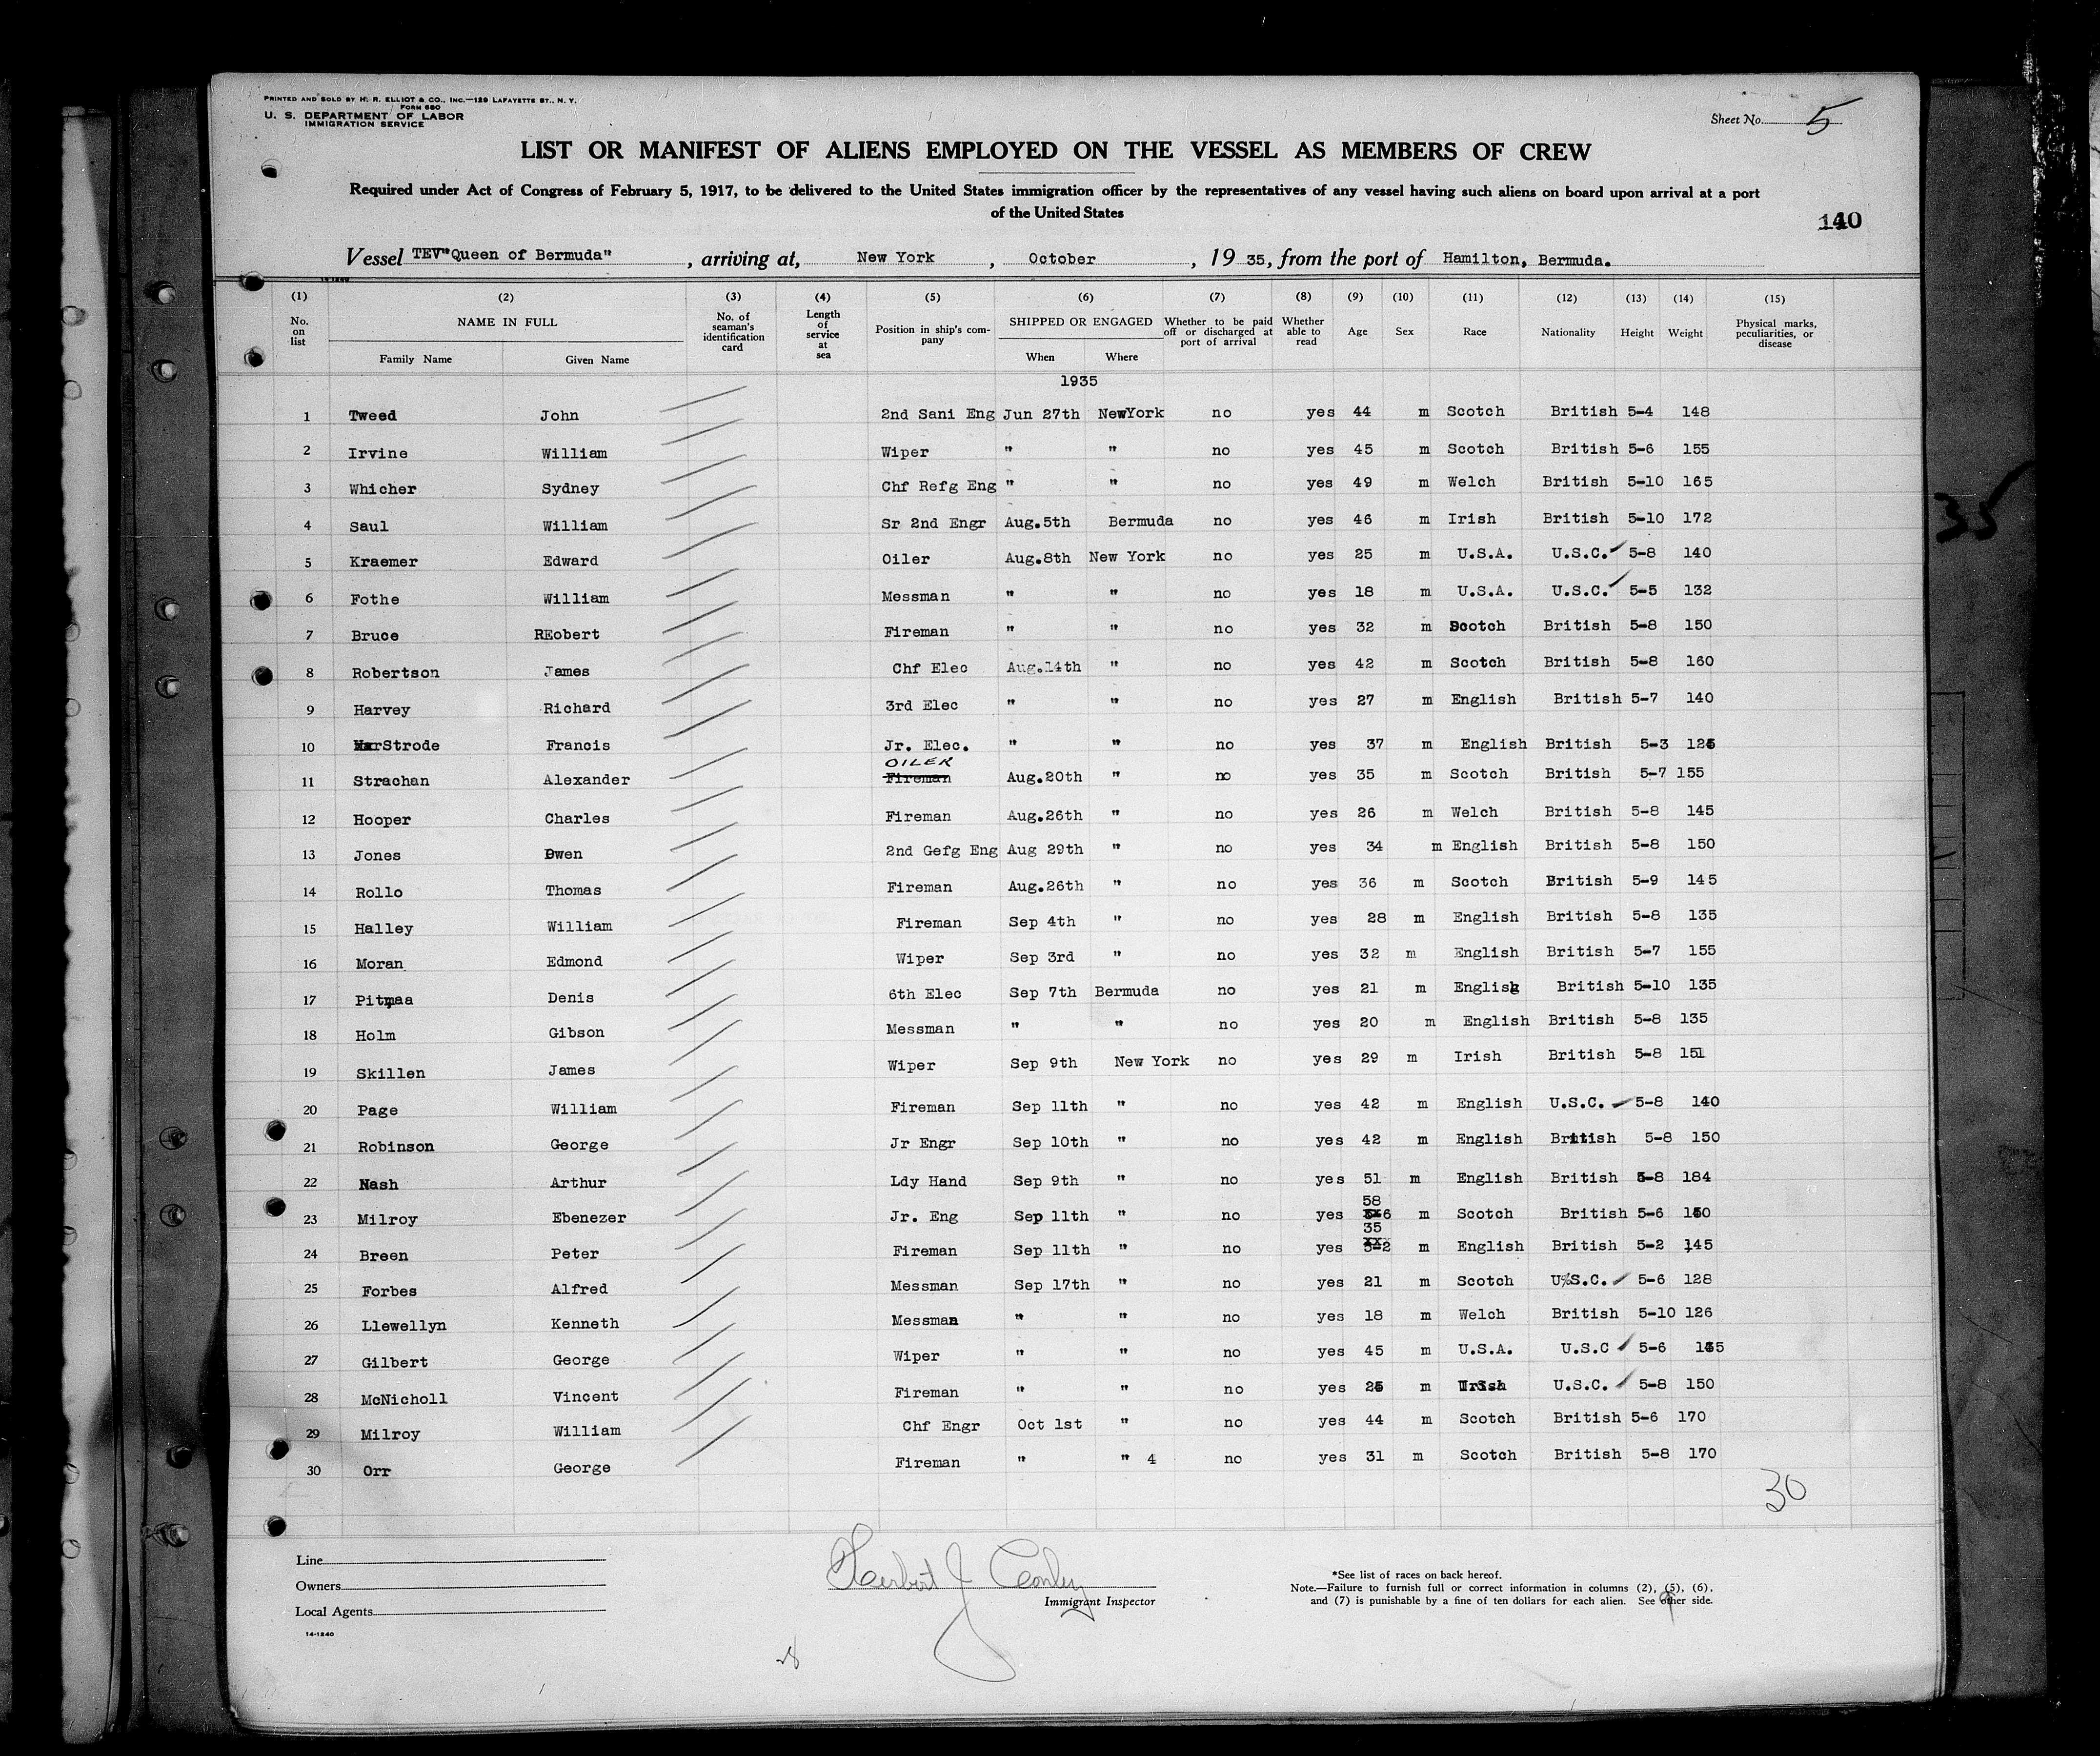 PRINTED AND SOLD BY H. R. ELLIOT & CO., INC.—129 LAFAYETTE ST., N. Y.
FORM 680
U. S. DEPARTMENT OF LABOR
IMMIGRATION SERVICE
Sheet No. 5
LIST OR MANIFEST OF ALIENS EMPLOYED ON THE VESSEL AS MEMBERS OF CREW
Required under Act of Congress of February 5, 1917, to be delivered to the United States immigration officer by the representatives of any vessel having such aliens on board upon arrival at a port
of the United States
140
Vessel TEV"Queen of Bermuda", arriving at, New York, October, 1935, from the port of Hamilton, Bermuda.
14-1240
(1) (2) (3) (4) (5) (6) (7) (8) (9) (10) (11) (12) (13) (14) (15)
No. on list NAME IN FULL Family Name Given Name No. of seaman's identification card Length of service at sea Position in ship's company SHIPPED OR ENGAGED When Where Whether to be paid off or discharged at port of arrival Whether able to read Age Sex Race Nationality Height Weight Physical marks, peculiarities, or disease
1935
1 Tweed John 2nd Sani Eng Jun 27th NewYork no yes 44 m Scotch British 5-4 148
2 Irvine William Wiper " " no yes 45 m Scotch British 5-6 155
3 Whicher Sydney Chf Refg Eng " " no yes 49 m Welch British 5-10 165
4 Saul William Sr 2nd Engr Aug.5th Bermuda no yes 46 m Irish British 5-10 172
35
5 Kraemer Edward Oiler Aug.8th New York no yes 25 m U.S.A. U.S.C. 5-8 140
6 Fothe William Messman " " no yes 18 m U.S.A. U.S.C. 5-5 132
7 Bruce REobert Fireman " " no yes 32 m Scotch British 5-8 150
8 Robertson James Chf Elec Aug.14th " no yes 42 m Scotch British 5-8 160
9 Harvey Richard 3rd Elec " " no yes 27 m English British 5-7 140
10 Strode Francis Jr. Elec. " " no yes 37 m English British 5-3 125
OILER
11 Strachan Alexander Fireman Aug.20th " no yes 35 m Scotch British 5-7 155
12 Hooper Charles Fireman Aug.26th " no yes 26 m Welch British 5-8 145
13 Jones Owen 2nd Gefg Eng Aug 29th " no yes 34 m English British 5-8 150
14 Rollo Thomas Fireman Aug.26th " no yes 36 m Scotch British 5-9 145
15 Halley William Fireman Sep 4th " no yes 28 m English British 5-8 135
16 Moran Edmond Wiper Sep 3rd " no yes 32 m English British 5-7 155
17 Pitmaa Denis 6th Elec Sep 7th Bermuda no yes 21 m English British 5-10 135
18 Holm Gibson Messman " " no yes 20 m English British 5-8 135
19 Skillen James Wiper Sep 9th New York no yes 29 m Irish British 5-8 151
20 Page William Fireman Sep 11th " no yes 42 m English U.S.C. 5-8 140
21 Robinson George Jr Engr Sep 10th " no yes 42 m English British 5-8 150
22 Nash Arthur Ldy Hand Sep 9th " no yes 51 m English British 5-8 184
58
23 Milroy Ebenezer Jr. Eng Sep 11th " no yes m Scotch British 5-6
35
24 Breen Peter Fireman Sep 11th " no yes 5-2 m English British 5-2 145
25 Forbes Alfred Messman Sep 17th " no yes 21 m Scotch U%S.C. 5-6 128
26 Llewellyn Kenneth Messman " " no yes 18 m Welch British 5-10 126
27 Gilbert George Wiper " " no yes 45 m U.S.A. U.S.C 5-6
28 McNicholl Vincent Fireman " " no yes m U.S.C. 5-8 150
29 Milroy William Chf Engr Oct 1st " no yes 44 m Scotch British 5-6 170
30 Orr George Fireman " " 4 no yes 31 m Scotch British 5-8 170
30
Line
Owners
Local Agents
14-1240
Herbert J Conley
Immigrant Inspector
*See list of races on back hereof.
Note.—Failure to furnish full or correct information in columns (2), (5), (6),
and (7) is punishable by a fine of ten dollars for each alien. See other side.